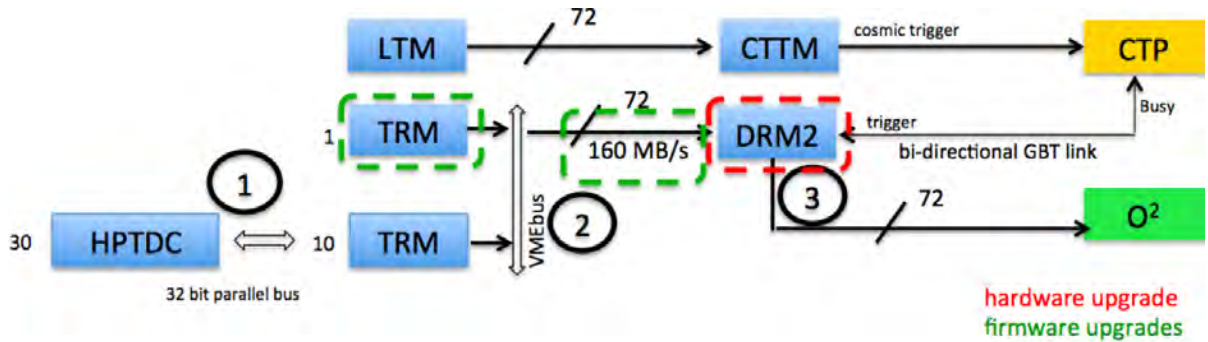 72
LTM
CTTM
cosmic trigger
CTP
1
TRM
72
160 MB/s
DRM2
trigger
Busy
bi-directional GBT link
1
2
3
30
HPTDC
10
TRM
VMEbus
72
O²
32 bit parallel bus
hardware upgrade
firmware upgrades